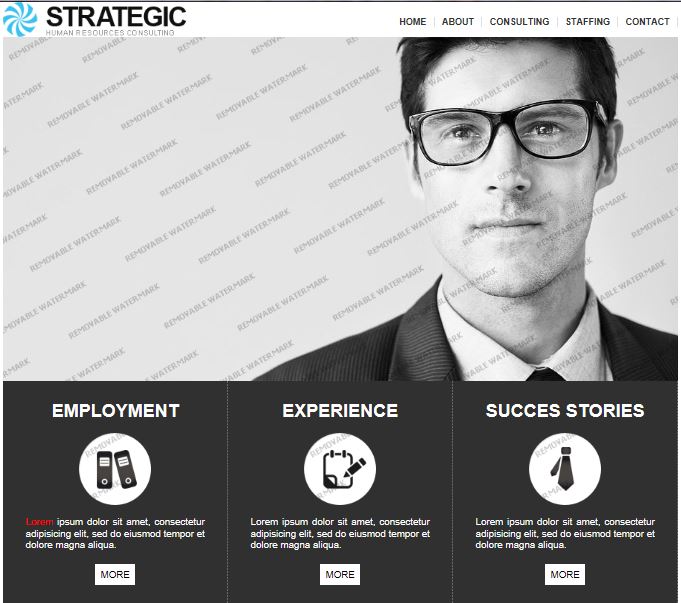 STRATEGIC
HUMAN RESOURCES CONSULTING
HOME ABOUT CONSULTING STAFFING CONTACT
REMOVABLE WATERMARK
EMPLOYMENT EXPERIENCE SUCCES STORIES
Lorem ipsum dolor sit amet, consectetur
adipisicing elit, sed do eiusmod tempor et
dolore magna aliqua.
MORE
Lorem ipsum dolor sit amet, consectetur
adipisicing elit, sed do eiusmod tempor et
dolore magna aliqua.
MORE
Lorem ipsum dolor sit amet, consectetur
adipisicing elit, sed do eiusmod tempor et
dolore magna aliqua.
MORE